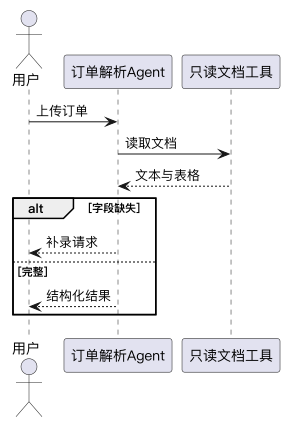 用户
订单解析Agent
只读文档工具
上传订单
读取文档
文本与表格
alt
[字段缺失]
补录请求
[完整]
结构化结果
用户
订单解析Agent
只读文档工具